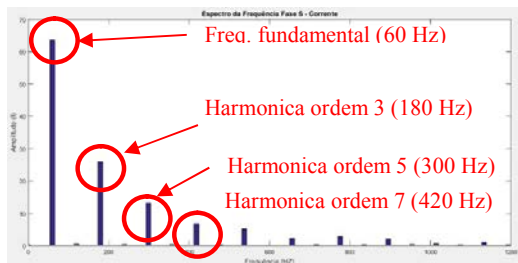 Espectro da Frequência Fase S - Corrente
Freq. fundamental (60 Hz)
Harmonica ordem 3 (180 Hz)
Harmonica ordem 5 (300 Hz)
Harmonica ordem 7 (420 Hz)
70
60
50
40
30
20
10
0
0 200 400 600 800 1000 1200